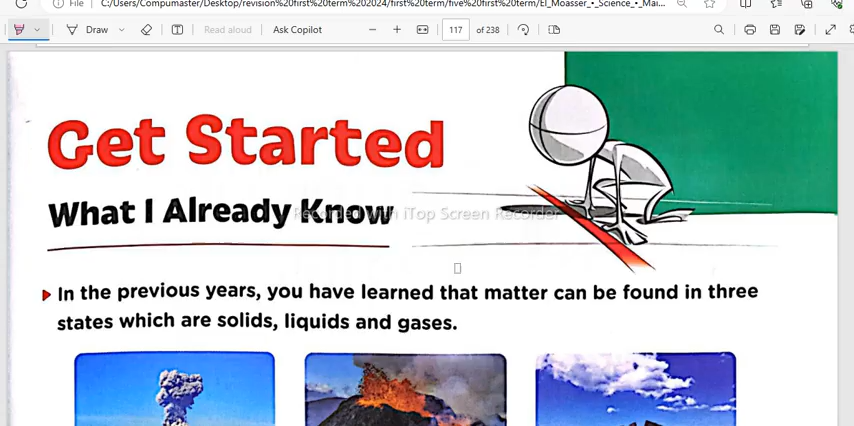 File C:/Users/Compumaster/Desktop/revision%20first%20term%202024/first%20term/five%20first%20term/El_Moasser_•_Science_•_Mai...
Draw Read aloud Ask Copilot 117 of 238
Get Started
What I Already Know
Recorded with iTop Screen Recorder
In the previous years, you have learned that matter can be found in three
states which are solids, liquids and gases.